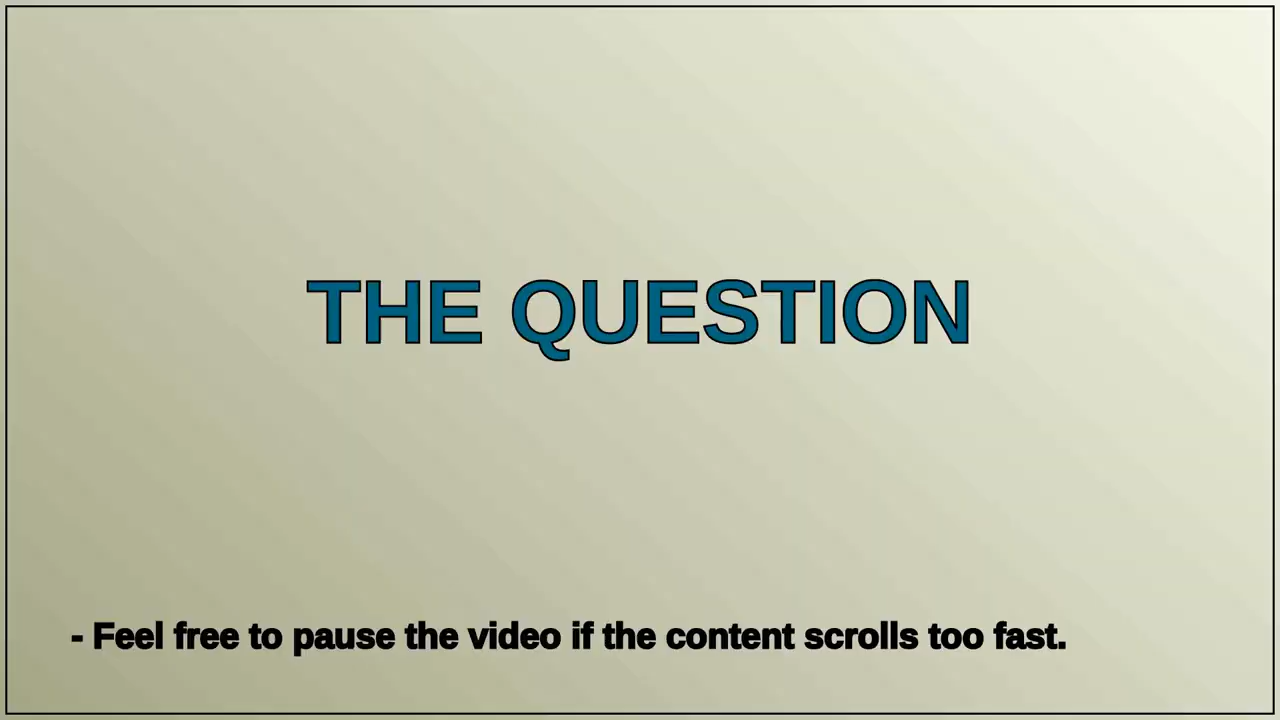 THE QUESTION
- Feel free to pause the video if the content scrolls too fast.